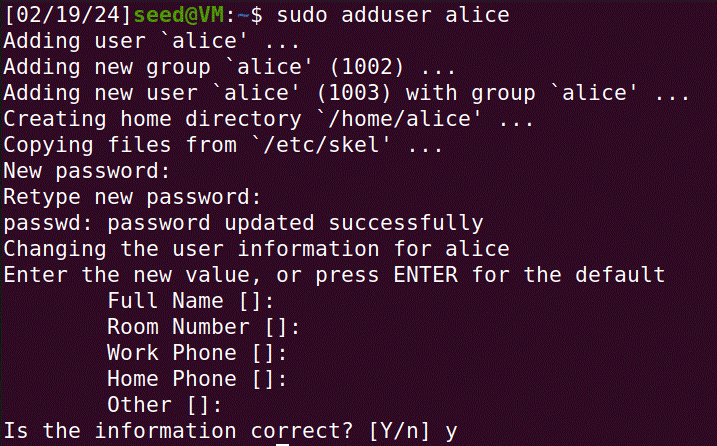 [02/19/24]seed@VM:~$ sudo adduser alice
Adding user `alice' ...
Adding new group `alice' (1002) ...
Adding new user `alice' (1003) with group `alice' ...
Creating home directory `/home/alice' ...
Copying files from `/etc/skel' ...
New password:
Retype new password:
passwd: password updated successfully
Changing the user information for alice
Enter the new value, or press ENTER for the default
        Full Name []:
        Room Number []:
        Work Phone []:
        Home Phone []:
        Other []:
Is the information correct? [Y/n] y